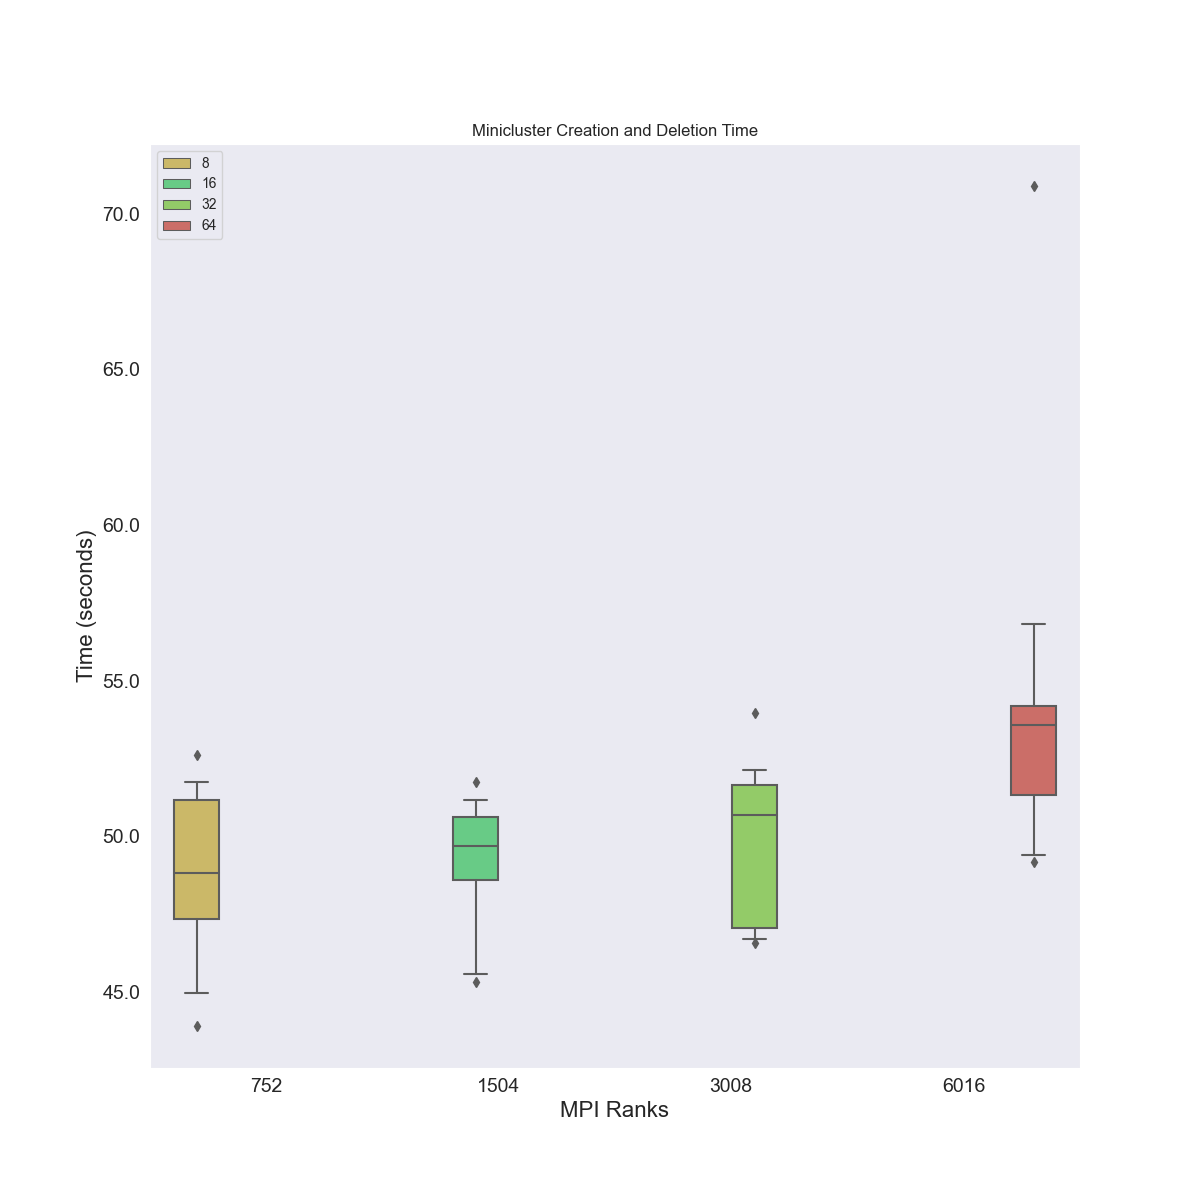 Minicluster Creation and Deletion Time
8
16
32
64
70.0
65.0
60.0
55.0
50.0
45.0
Time (seconds)
752 1504 3008 6016
MPI Ranks